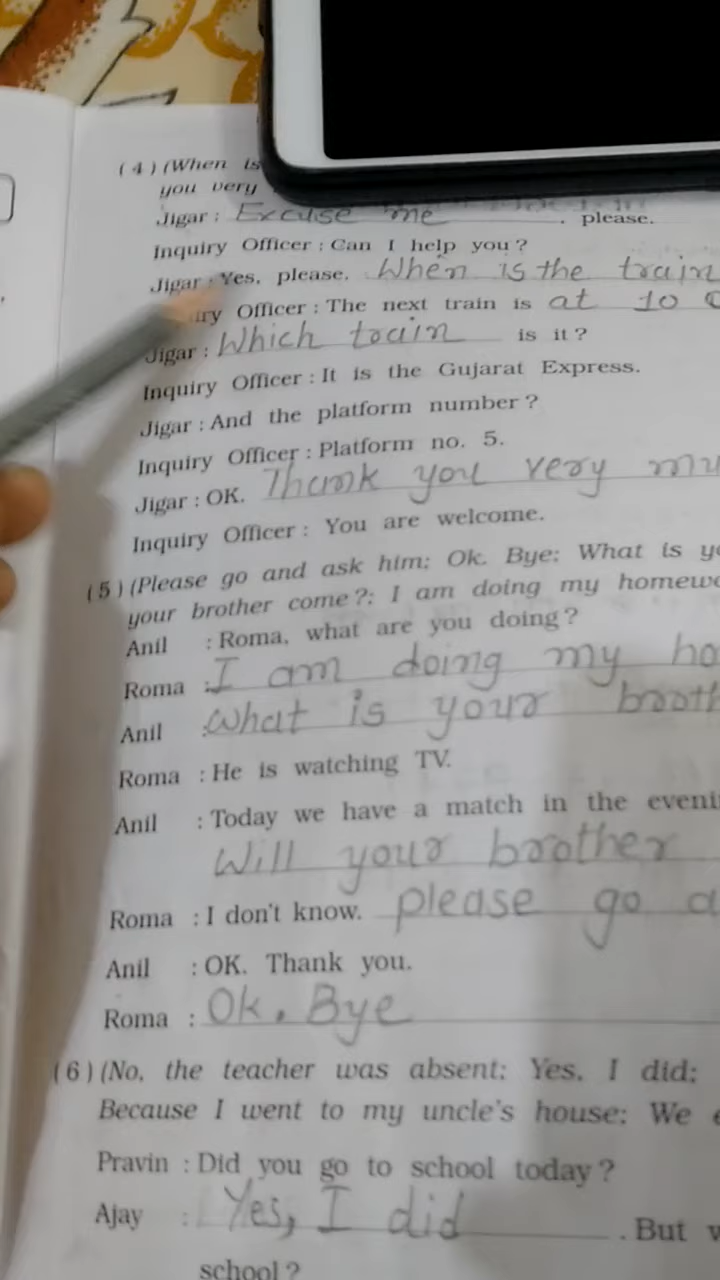 (4) (When is
you very
Jigar : Excuse me . please.
Inquiry Officer : Can I help you?
Jigar : Yes, please. When is the train
iry Officer : The next train is at 10
Jigar : Which train is it?
Inquiry Officer : It is the Gujarat Express.
Jigar : And the platform number?
Inquiry Officer : Platform no. 5.
Jigar : OK. Thank you very mu
Inquiry Officer : You are welcome.
(5) (Please go and ask him; Ok. Bye; What is yo
your brother come?; I am doing my homewo
Anil : Roma, what are you doing?
Roma : I am doing my ho
Anil : What is your broth
Roma : He is watching TV.
Anil : Today we have a match in the eveni
Will your brother
Roma : I don't know. please go a
Anil : OK. Thank you.
Roma : Ok. Bye
(6) (No, the teacher was absent; Yes, I did;
Because I went to my uncle's house; We
Pravin : Did you go to school today?
Ajay : Yes, I did . But w
school?